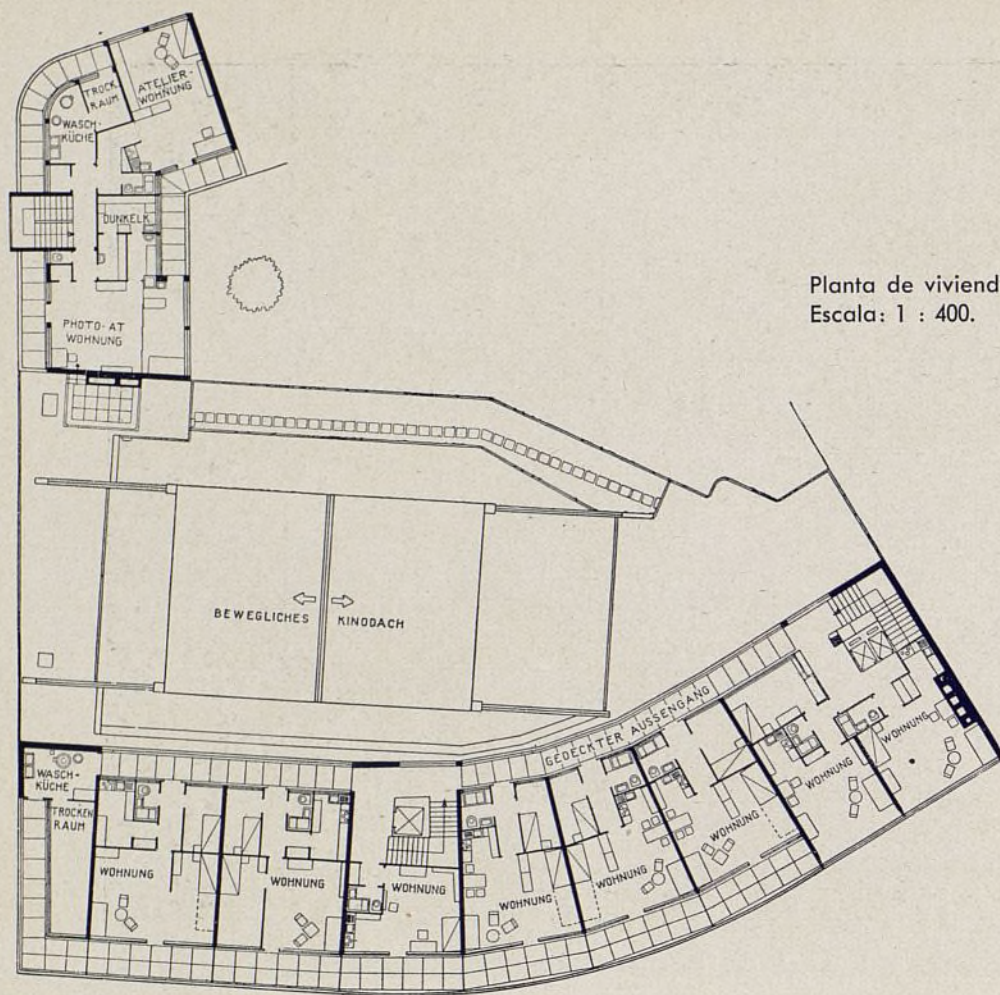 TROCK.
RAUM
ATELIER-
WOHNUNG
WASCH-
KÜCHE
DUNKELK.
PHOTO-AT
WOHNUNG
Planta de viviend
Escala: 1 : 400.
BEWEGLICHES
KINODACH
GEDECKTER AUSSENGANG
WOHNUNG
WOHNUNG
WOHNUNG
WOHNUNG
WOHNUNG
WOHNUNG
WOHNUNG
WOHNUNG
WASCH-
KÜCHE
TROCKEN
RAUM